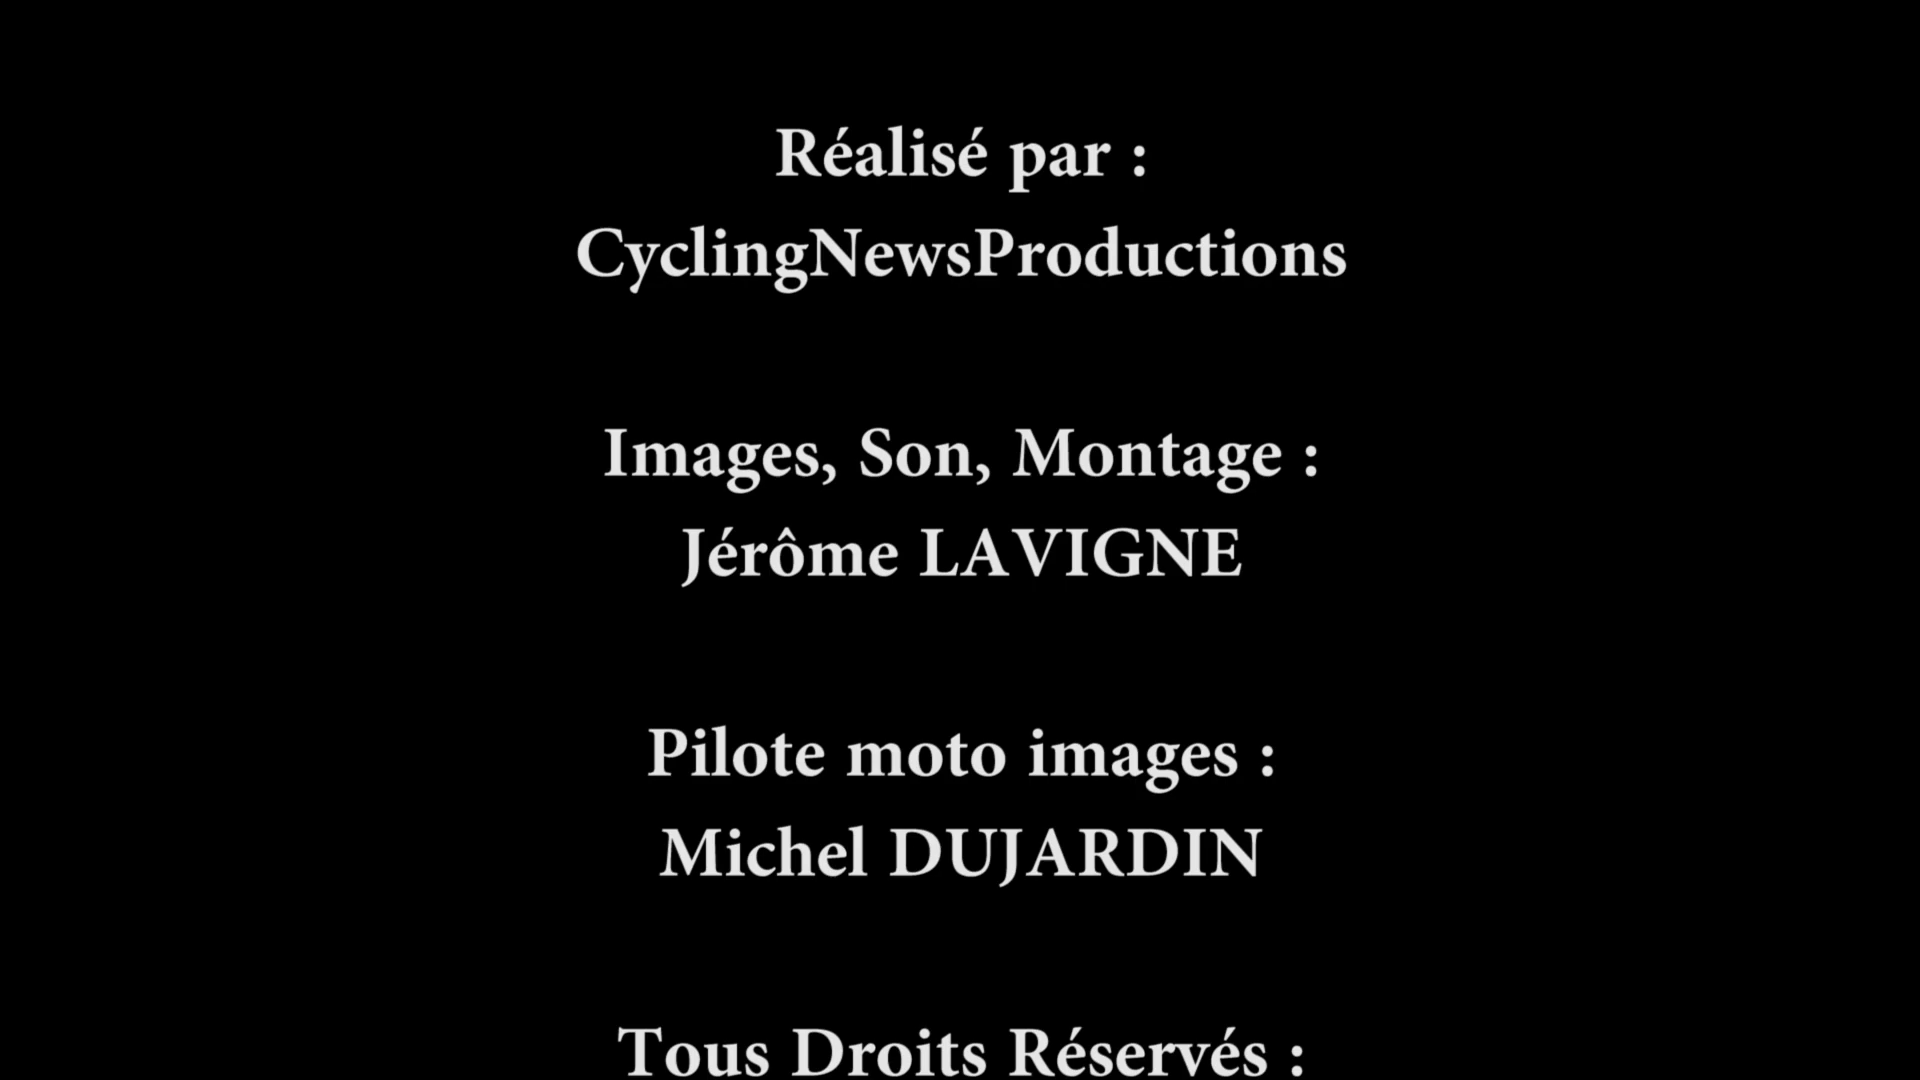 Réalisé par :
CyclingNewsProductions
Images, Son, Montage :
Jérôme LAVIGNE
Pilote moto images :
Michel DUJARDIN
Tous Droits Réservés :